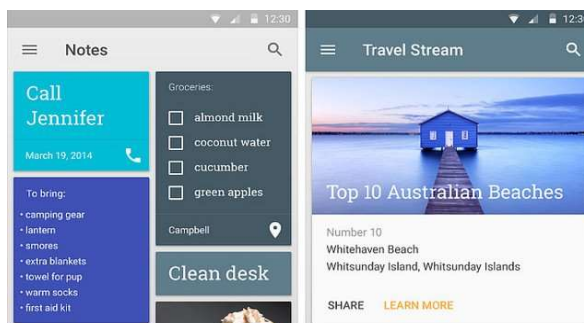 12:30
Notes
Call
Jennifer
March 19, 2014
To bring:
• camping gear
• lantern
• smores
• extra blankets
• towel for pup
• warm socks
• first aid kit
Groceries:
almond milk
coconut water
cucumber
green apples
Campbell
Clean desk
12:30
Travel Stream
Top 10 Australian Beaches
Number 10
Whitehaven Beach
Whitsunday Island, Whitsunday Islands
SHARE LEARN MORE